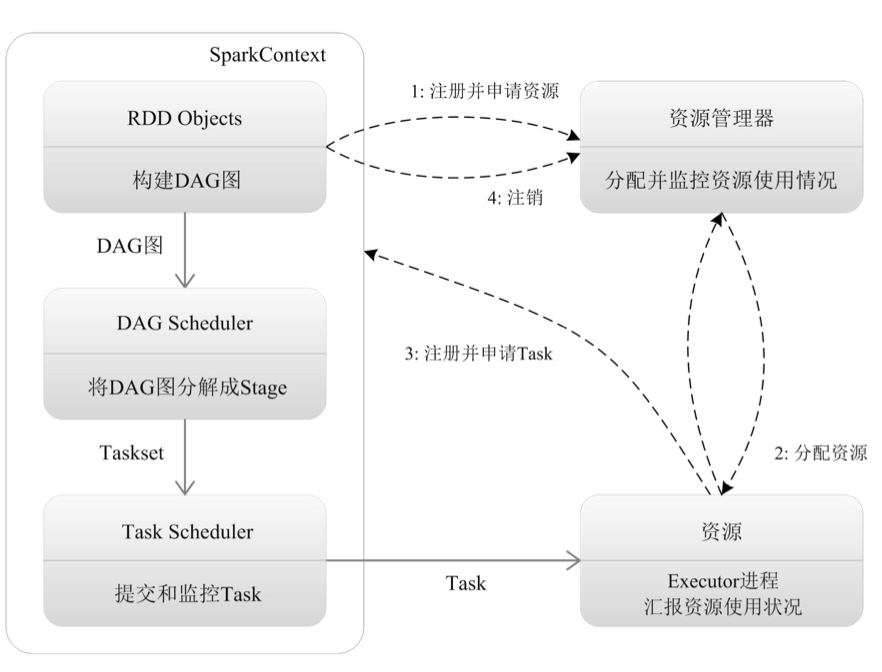 SparkContext
RDD Objects
构建DAG图
1: 注册并申请资源
资源管理器
分配并监控资源使用情况
4: 注销
DAG图
DAG Scheduler
将DAG图分解成Stage
3: 注册并申请Task
Taskset
2: 分配资源
Task Scheduler
提交和监控Task
Task
资源
Executor进程
汇报资源使用状况